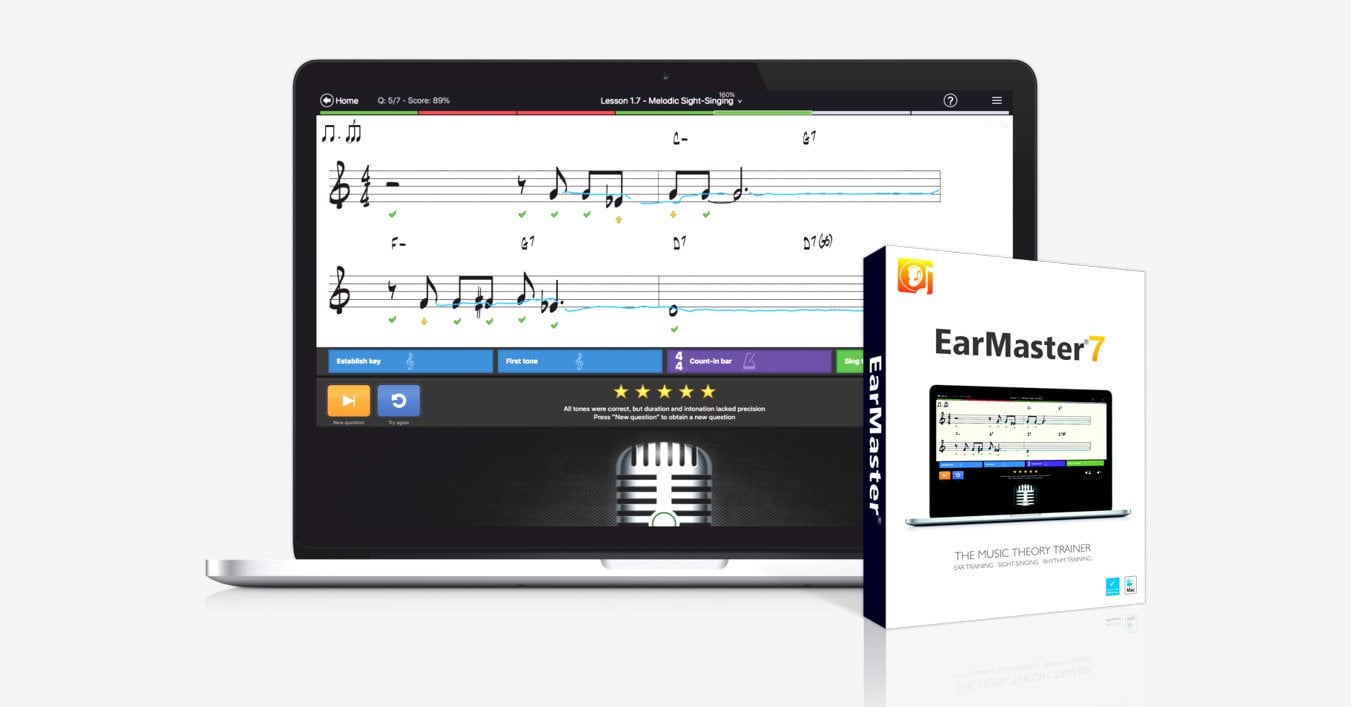 Home
Q: 5/7 - Score: 89%
160%
Lesson 1.7 - Melodic Sight-Singing
?
C-
G7
4
4
F-
G7
D7
D7(♭6)
Establish key
First tone
4
4
Count-in bar
Sing
All tones were correct, but duration and intonation lacked precision
Press "New question" to obtain a new question
New question
Try again
EarMaster®
EarMaster®7
THE MUSIC THEORY TRAINER
EAR TRAINING SIGHT-SINGING RHYTHM TRAINING
Mac